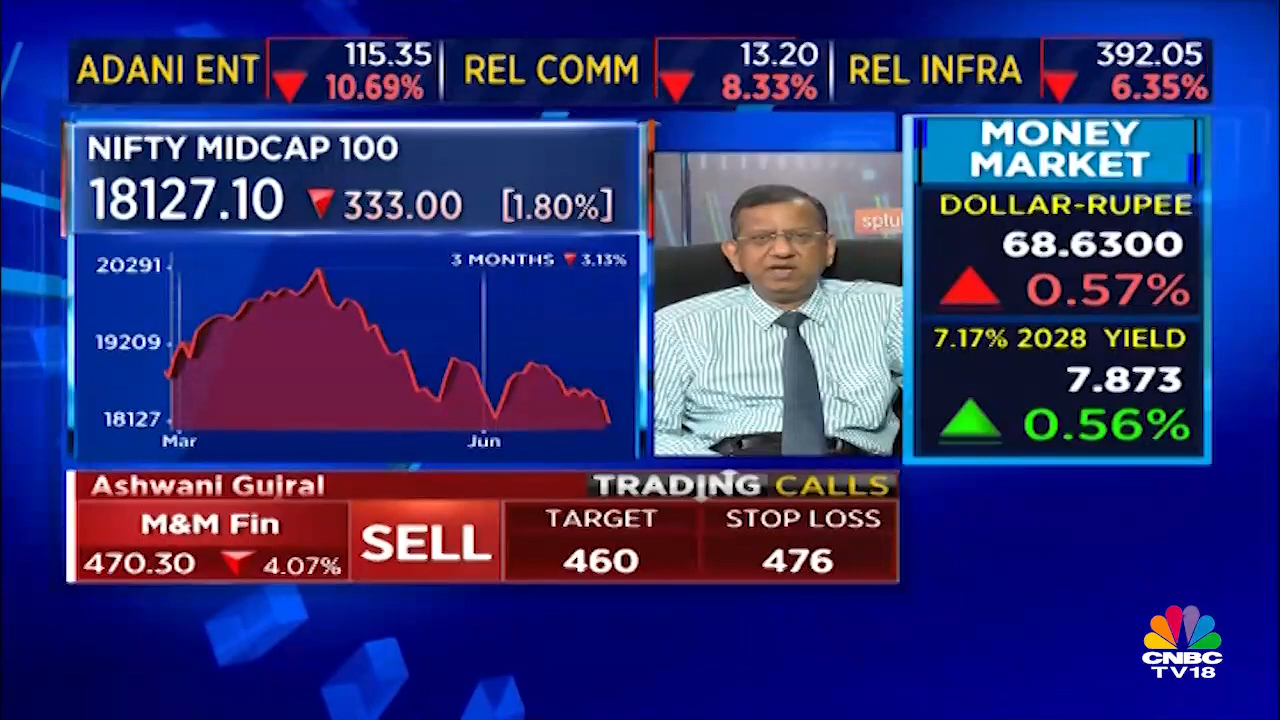 ADANI ENT 115.35 10.69%
REL COMM 13.20 8.33%
REL INFRA 392.05 6.35%
NIFTY MIDCAP 100
18127.10 333.00 [1.80%]
3 MONTHS 3.13%
20291
19209
18127
Mar Jun
MONEY
MARKET
DOLLAR-RUPEE
68.6300
0.57%
7.17% 2028 YIELD
7.873
0.56%
Ashwani Gujral
TRADING CALLS
M&M Fin
470.30 4.07%
SELL
TARGET
460
STOP LOSS
476
CNBC
TV18